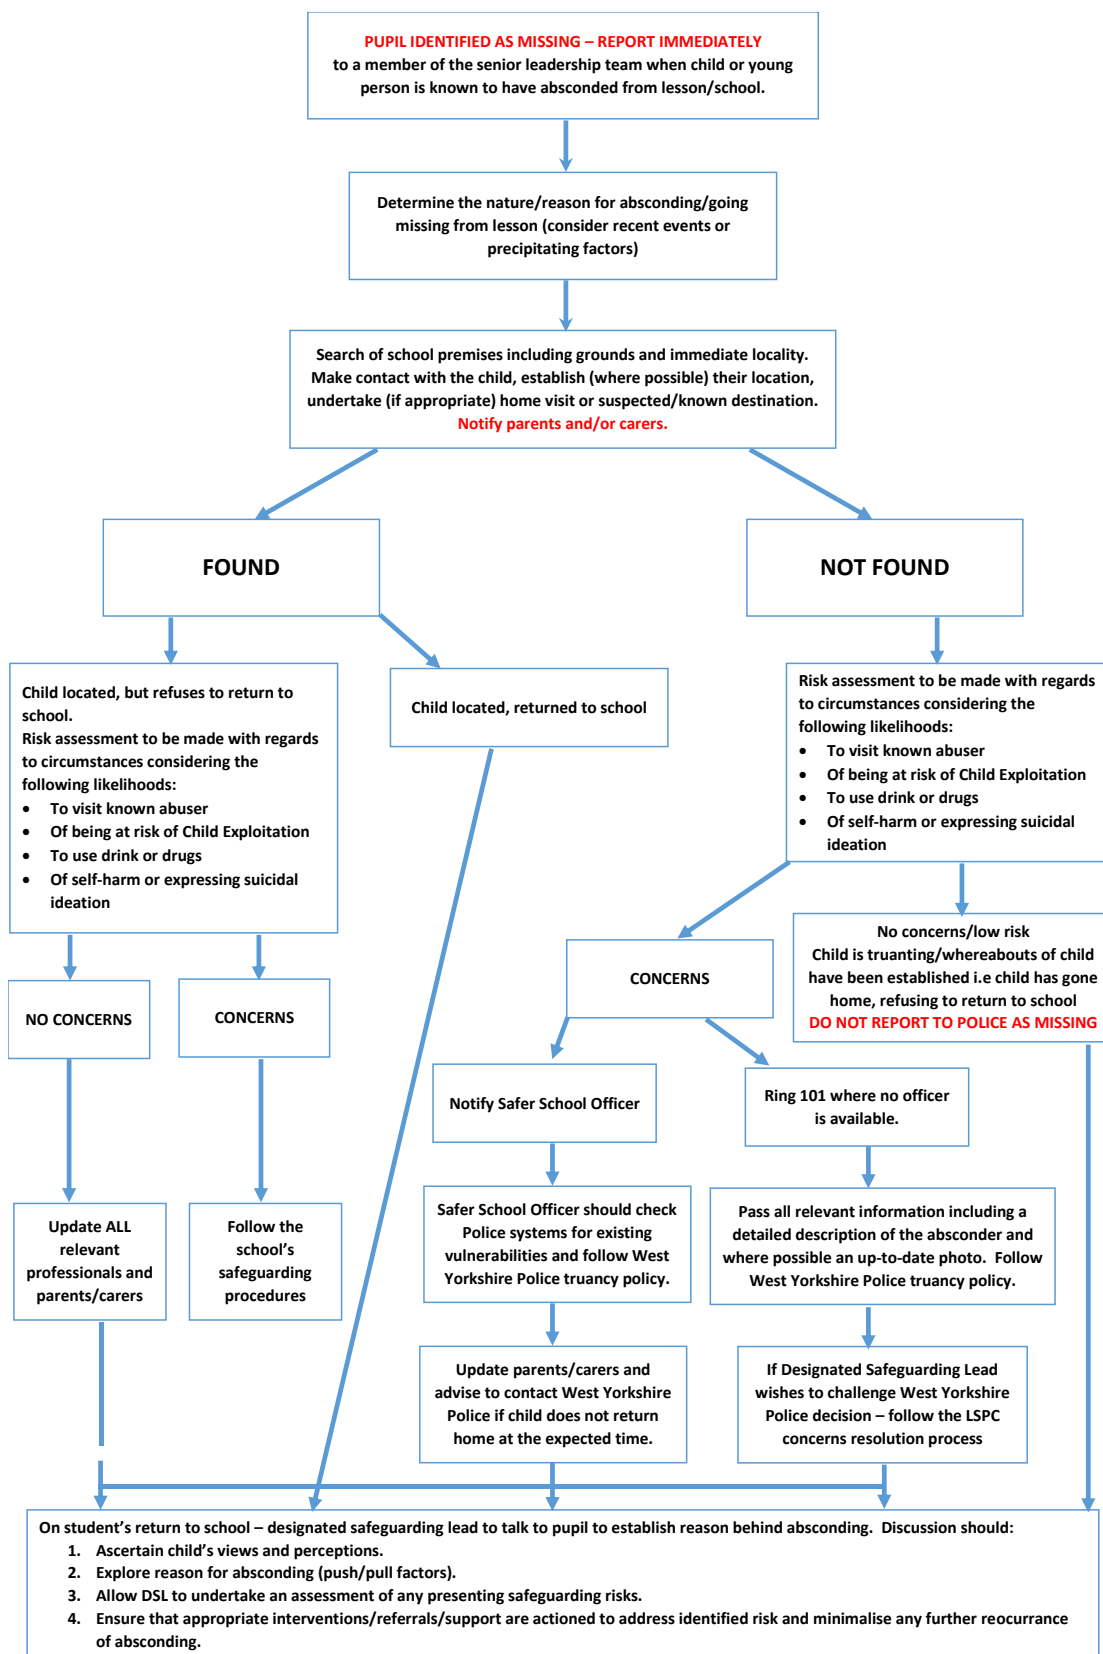 PUPIL IDENTIFIED AS MISSING – REPORT IMMEDIATELY
to a member of the senior leadership team when child or young
person is known to have absconded from lesson/school.
Determine the nature/reason for absconding/going
missing from lesson (consider recent events or
precipitating factors)
Search of school premises including grounds and immediate locality.
Make contact with the child, establish (where possible) their location,
undertake (if appropriate) home visit or suspected/known destination.
Notify parents and/or carers.
FOUND
NOT FOUND
Child located, but refuses to return to
school.
Risk assessment to be made with regards
to circumstances considering the
following likelihoods:
• To visit known abuser
• Of being at risk of Child Exploitation
• To use drink or drugs
• Of self-harm or expressing suicidal
ideation
Child located, returned to school
Risk assessment to be made with regards
to circumstances considering the
following likelihoods:
• To visit known abuser
• Of being at risk of Child Exploitation
• To use drink or drugs
• Of self-harm or expressing suicidal
ideation
NO CONCERNS
CONCERNS
CONCERNS
No concerns/low risk
Child is truanting/whereabouts of child
have been established i.e child has gone
home, refusing to return to school
DO NOT REPORT TO POLICE AS MISSING
Notify Safer School Officer
Ring 101 where no officer
is available.
Update ALL
relevant
professionals and
parents/carers
Follow the
school's
safeguarding
procedures
Safer School Officer should check
Police systems for existing
vulnerabilities and follow West
Yorkshire Police truancy policy.
Pass all relevant information including a
detailed description of the absconder and
where possible an up-to-date photo. Follow
West Yorkshire Police truancy policy.
Update parents/carers and
advise to contact West Yorkshire
Police if child does not return
home at the expected time.
If Designated Safeguarding Lead
wishes to challenge West Yorkshire
Police decision – follow the LSPC
concerns resolution process
On student's return to school – designated safeguarding lead to talk to pupil to establish reason behind absconding. Discussion should:
1. Ascertain child's views and perceptions.
2. Explore reason for absconding (push/pull factors).
3. Allow DSL to undertake an assessment of any presenting safeguarding risks.
4. Ensure that appropriate interventions/referrals/support are actioned to address identified risk and minimalise any further reocurrance
of absconding.